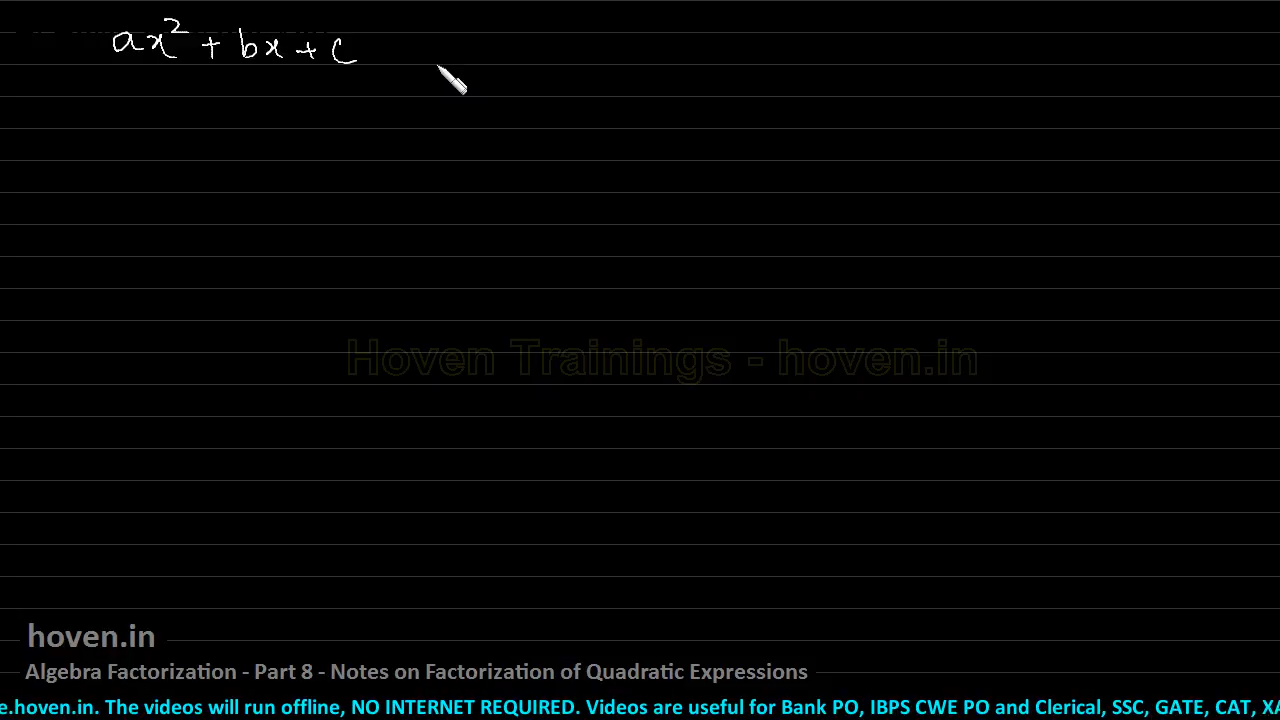 ax² + bx + c
Hoven Trainings - hoven.in
hoven.in
Algebra Factorization - Part 8 - Notes on Factorization of Quadratic Expressions
e.hoven.in. The videos will run offline, NO INTERNET REQUIRED. Videos are useful for Bank PO, IBPS CWE PO and Clerical, SSC, GATE, CAT, XA